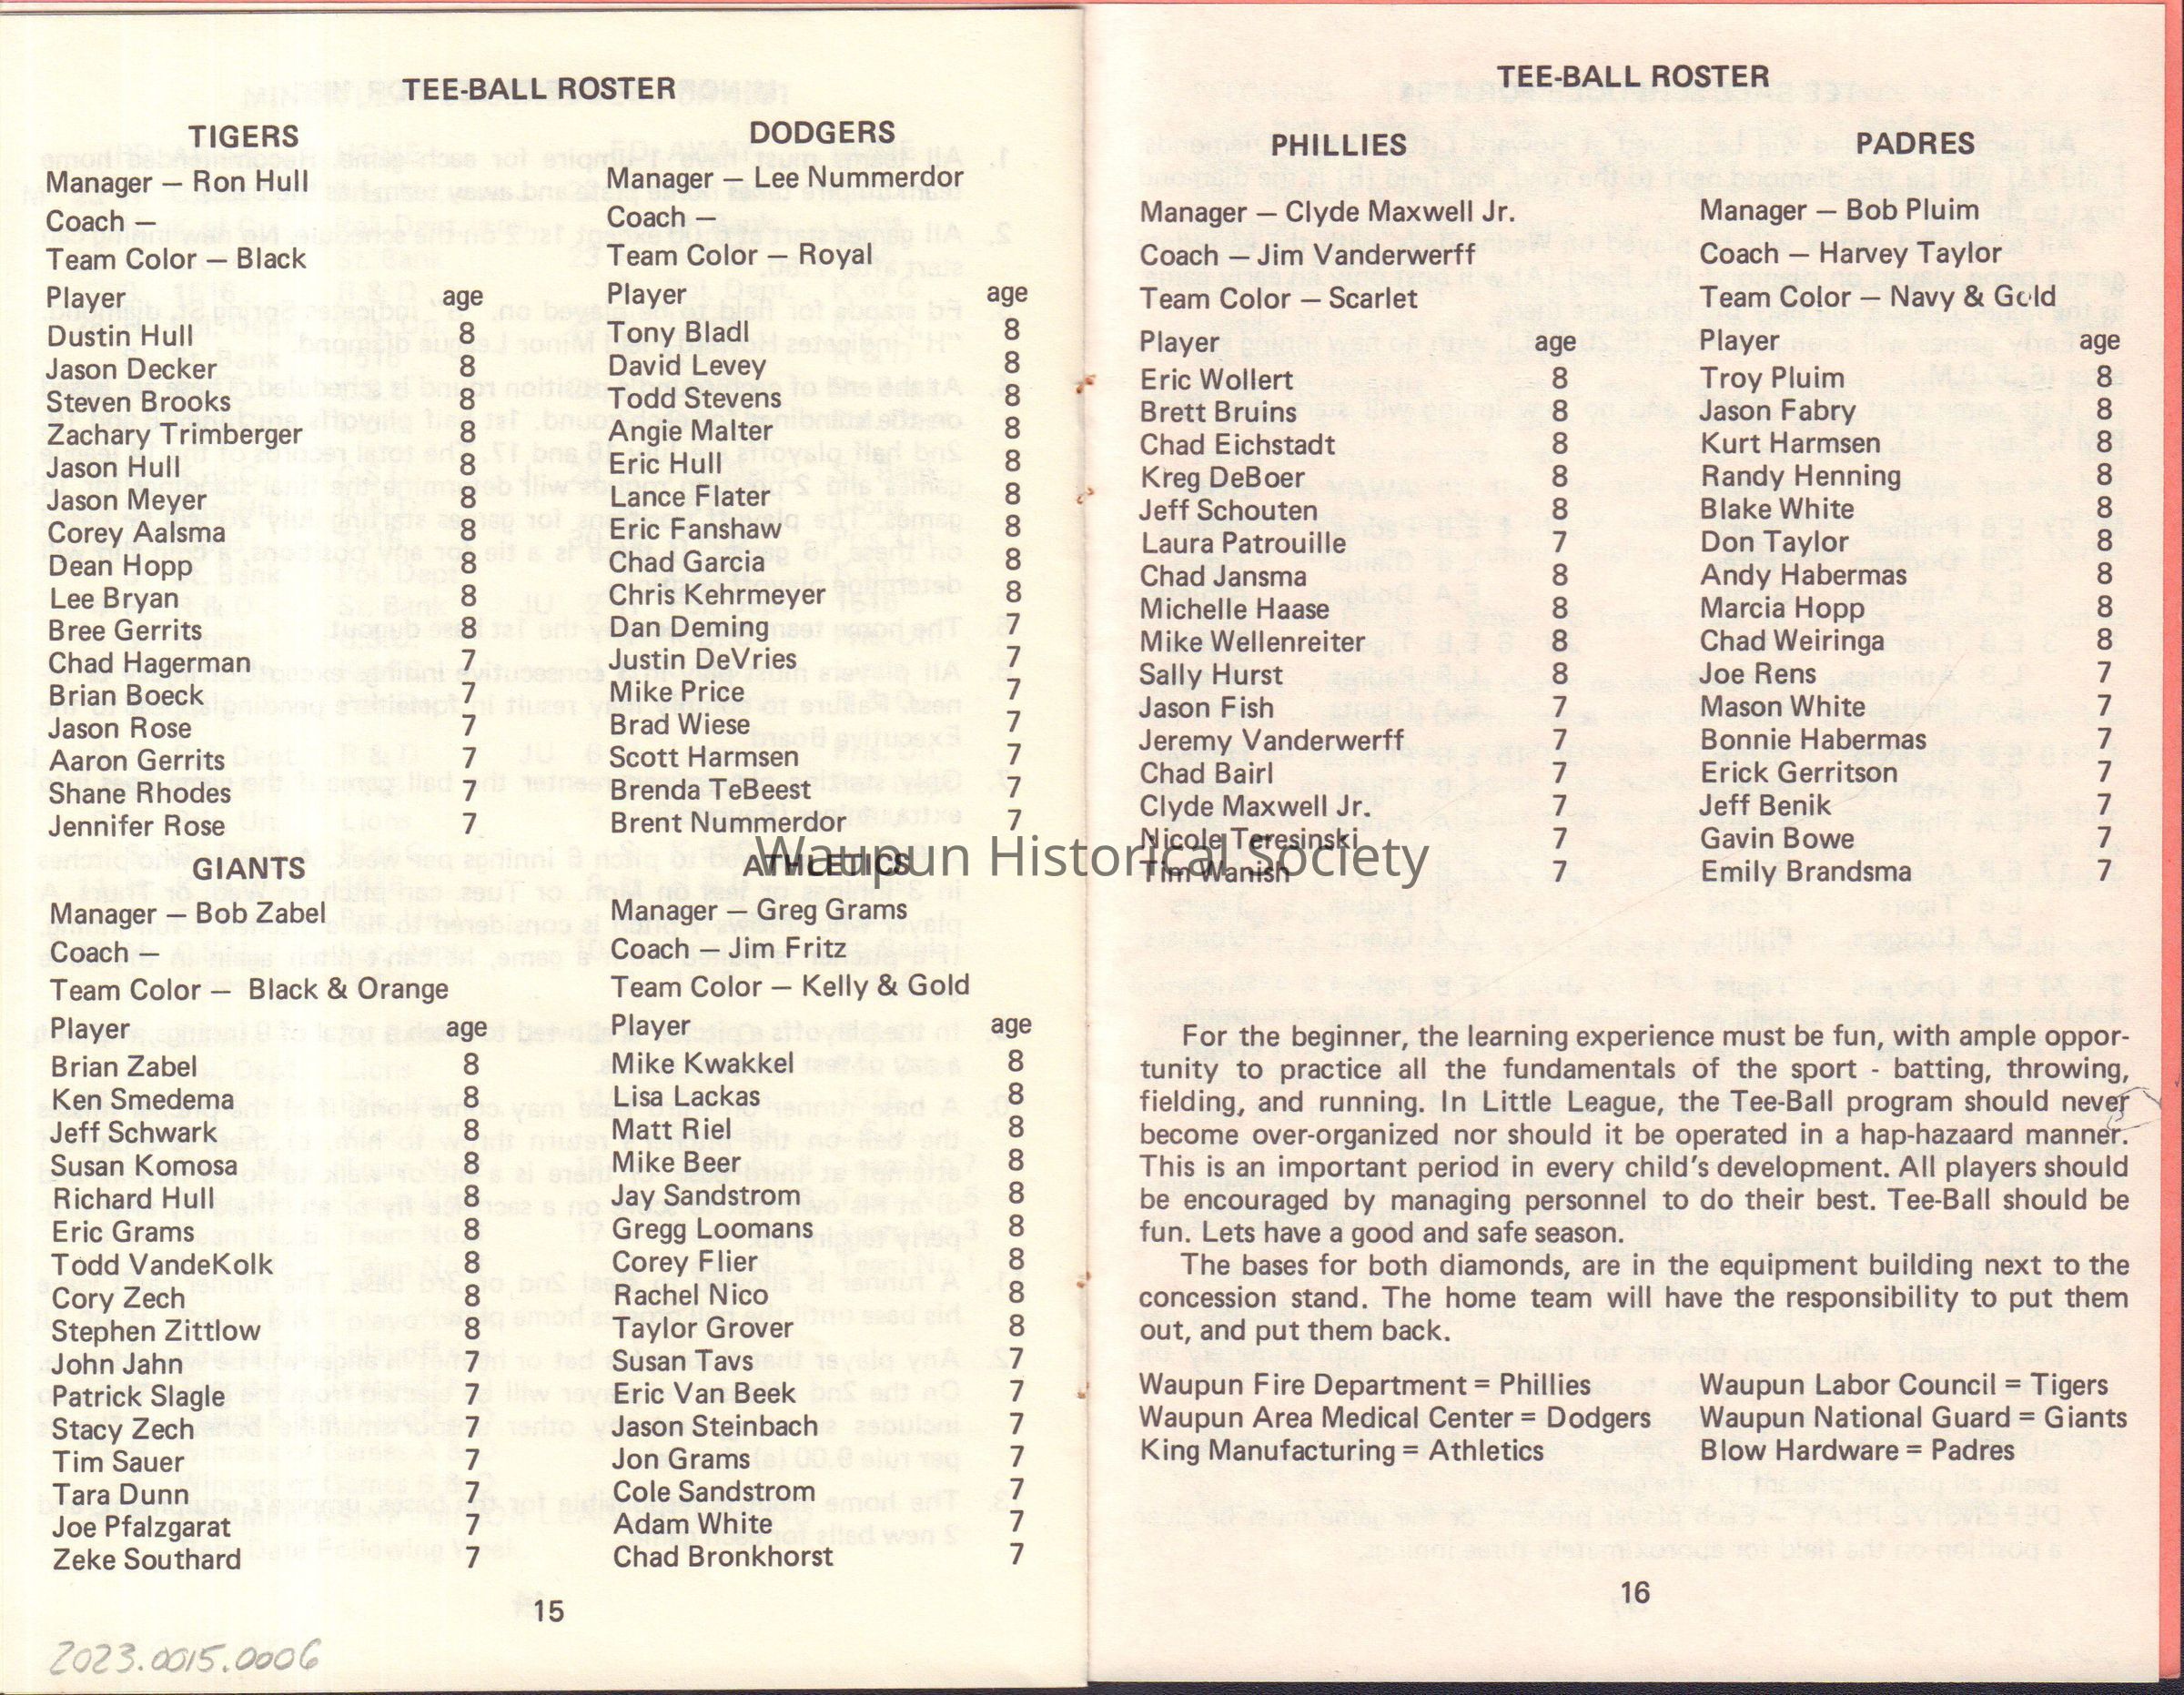 TEE-BALL ROSTER
TIGERS
Manager — Ron Hull
Coach —
Team Color — Black
Player age
Dustin Hull 8
Jason Decker 8
Steven Brooks 8
Zachary Trimberger 8
Jason Hull 8
Jason Meyer 8
Corey Aalsma 8
Dean Hopp 8
Lee Bryan 8
Bree Gerrits 8
Chad Hagerman 7
Brian Boeck 7
Jason Rose 7
Aaron Gerrits 7
Shane Rhodes 7
Jennifer Rose 7
DODGERS
Manager — Lee Nummerdor
Coach —
Team Color — Royal
Player age
Tony Bladl 8
David Levey 8
Todd Stevens 8
Angie Malter 8
Eric Hull 8
Lance Flater 8
Eric Fanshaw 8
Chad Garcia 8
Chris Kehrmeyer 8
Dan Deming 7
Justin DeVries 7
Mike Price 7
Brad Wiese 7
Scott Harmsen 7
Brenda TeBeest 7
Brent Nummerdor 7
GIANTS
Manager — Bob Zabel
Coach —
Team Color — Black & Orange
Player age
Brian Zabel 8
Ken Smedema 8
Jeff Schwark 8
Susan Komosa 8
Richard Hull 8
Eric Grams 8
Todd VandeKolk 8
Cory Zech 8
Stephen Zittlow 8
John Jahn 7
Patrick Slagle 7
Stacy Zech 7
Tim Sauer 7
Tara Dunn 7
Joe Pfalzgarat 7
Zeke Southard 7
ATHLETICS
Manager — Greg Grams
Coach — Jim Fritz
Team Color — Kelly & Gold
Player age
Mike Kwakkel 8
Lisa Lackas 8
Matt Riel 8
Mike Beer 8
Jay Sandstrom 8
Gregg Loomans 8
Corey Flier 8
Rachel Nico 8
Taylor Grover 8
Susan Tavs 7
Eric Van Beek 7
Jason Steinbach 7
Jon Grams 7
Cole Sandstrom 7
Adam White 7
Chad Bronkhorst 7
15
2023.0015.0006
Waupun Historical Society
TEE-BALL ROSTER
PHILLIES
Manager — Clyde Maxwell Jr.
Coach — Jim Vanderwerff
Team Color — Scarlet
Player age
Eric Wollert 8
Brett Bruins 8
Chad Eichstadt 8
Kreg DeBoer 8
Jeff Schouten 8
Laura Patrouille 7
Chad Jansma 8
Michelle Haase 8
Mike Wellenreiter 8
Sally Hurst 8
Jason Fish 7
Jeremy Vanderwerff 7
Chad Bairl 7
Clyde Maxwell Jr. 7
Nicole Teresinski 7
Tim Wanish 7
PADRES
Manager — Bob Pluim
Coach — Harvey Taylor
Team Color — Navy & Gold
Player age
Troy Pluim 8
Jason Fabry 8
Kurt Harmsen 8
Randy Henning 8
Blake White 8
Don Taylor 8
Andy Habermas 8
Marcia Hopp 8
Chad Weiringa 8
Joe Rens 7
Mason White 7
Bonnie Habermas 7
Erick Gerritson 7
Jeff Benik 7
Gavin Bowe 7
Emily Brandsma 7
For the beginner, the learning experience must be fun, with ample oppor-
tunity to practice all the fundamentals of the sport - batting, throwing,
fielding, and running. In Little League, the Tee-Ball program should never
become over-organized nor should it be operated in a hap-hazaard manner.
This is an important period in every child's development. All players should
be encouraged by managing personnel to do their best. Tee-Ball should be
fun. Lets have a good and safe season.
The bases for both diamonds, are in the equipment building next to the
concession stand. The home team will have the responsibility to put them
out, and put them back.
Waupun Fire Department = Phillies Waupun Labor Council = Tigers
Waupun Area Medical Center = Dodgers Waupun National Guard = Giants
King Manufacturing = Athletics Blow Hardware = Padres
16